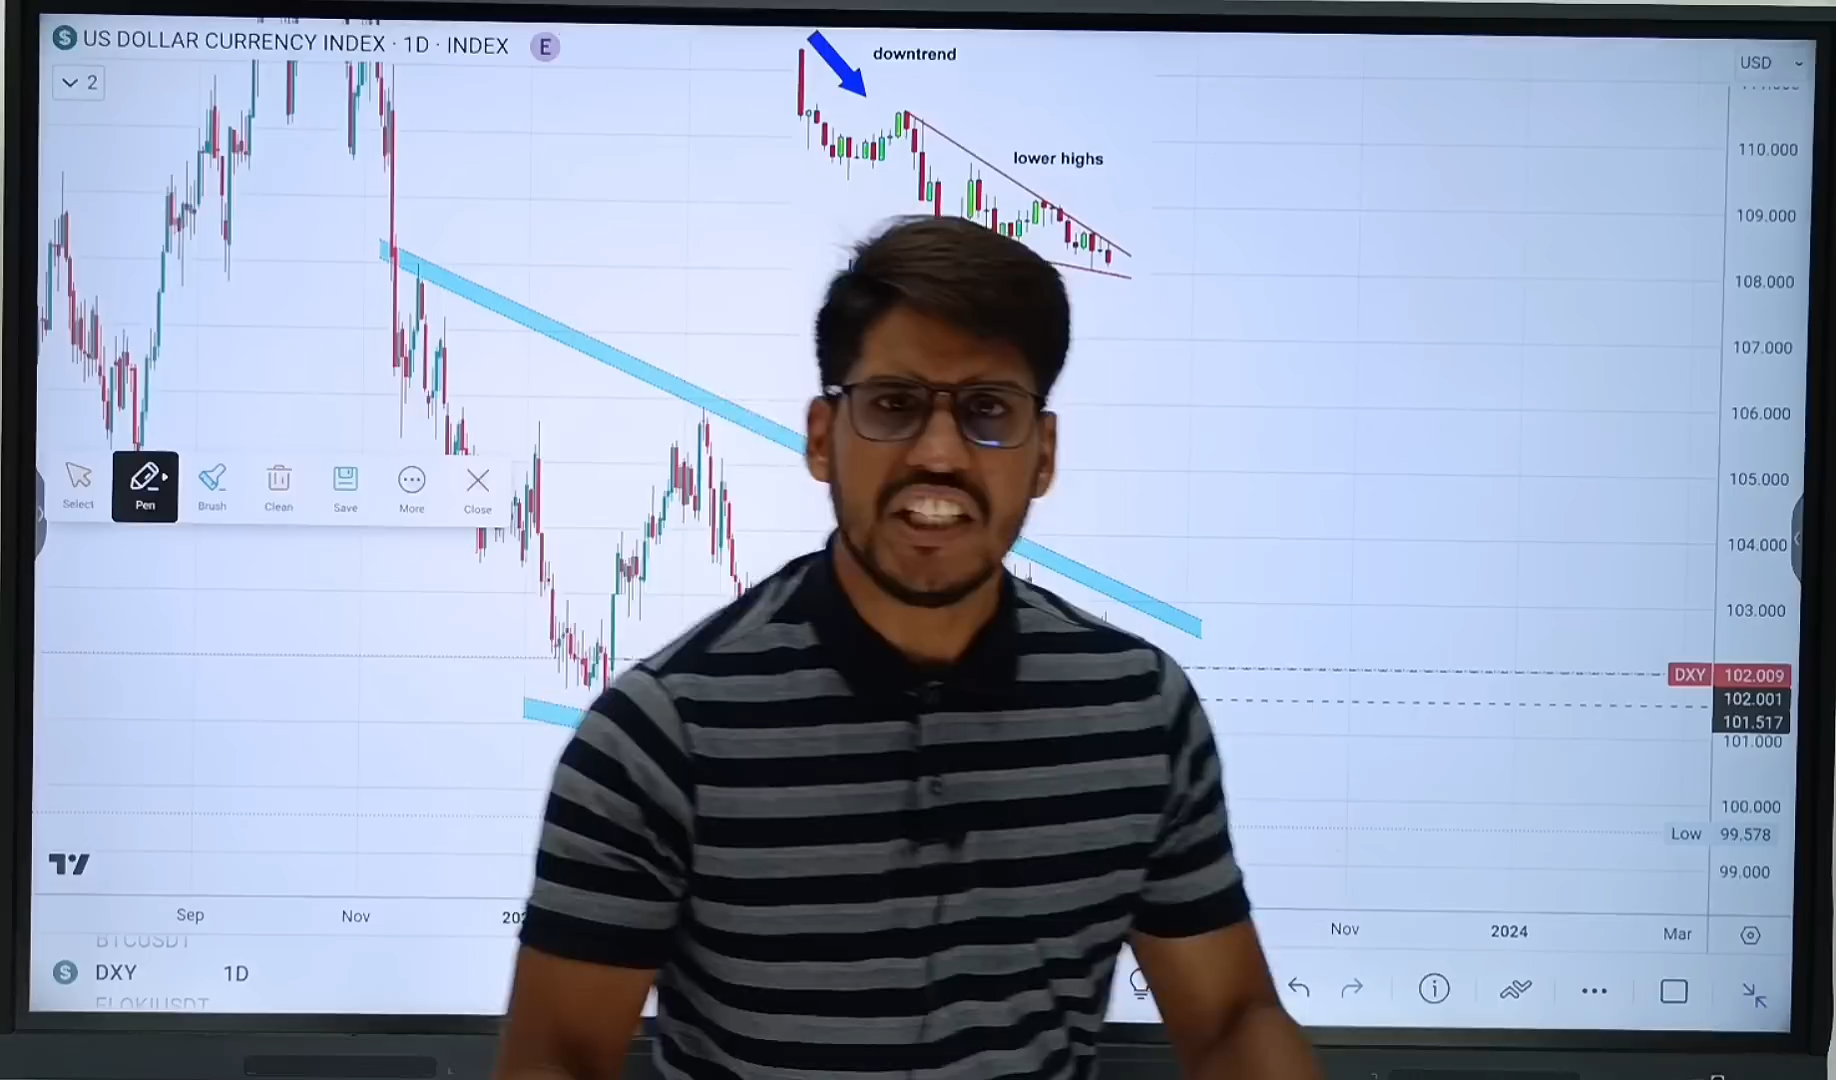 US DOLLAR CURRENCY INDEX · 1D · INDEX E
2
downtrend
lower highs
USD
110.000
109.000
108.000
107.000
106.000
105.000
104.000
103.000
DXY 102.009
102.001
101.517
101.000
100.000
Low 99.578
99.000
Select
Pen
Brush
Clean
Save
More
Close
Sep
Nov
Nov
2024
Mar
BTCUSDT
DXY 1D
FLOKIUSDT